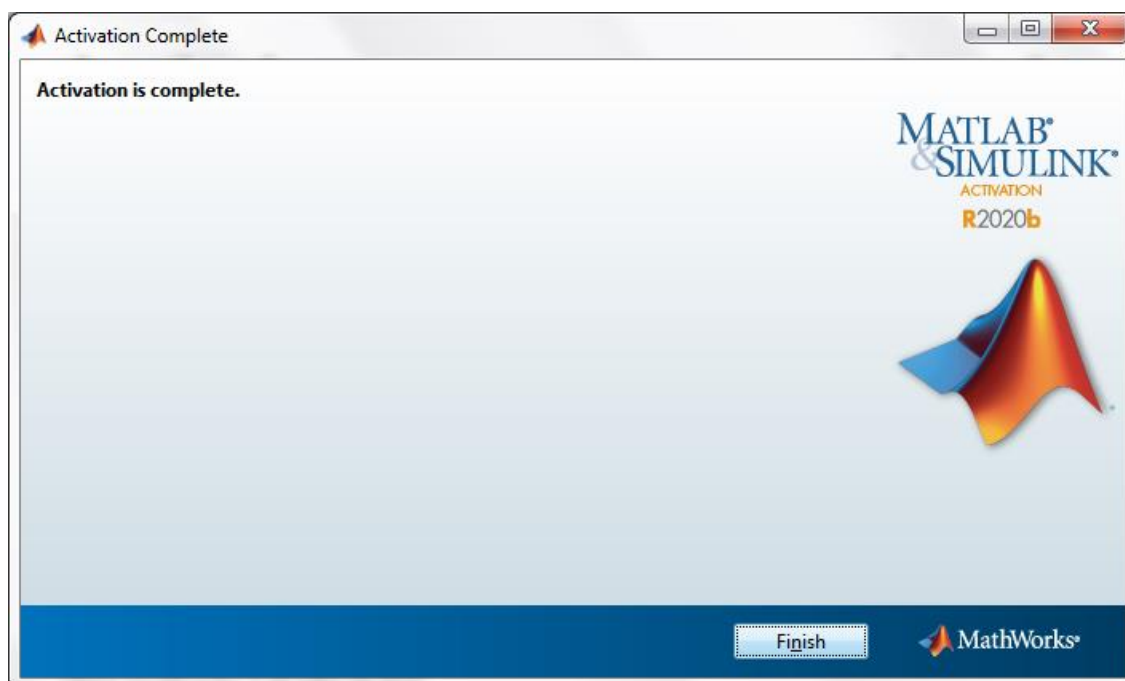 Activation Complete
Activation is complete.
MATLAB®
&SIMULINK®
ACTIVATION
R2020b
Finish
MathWorks®